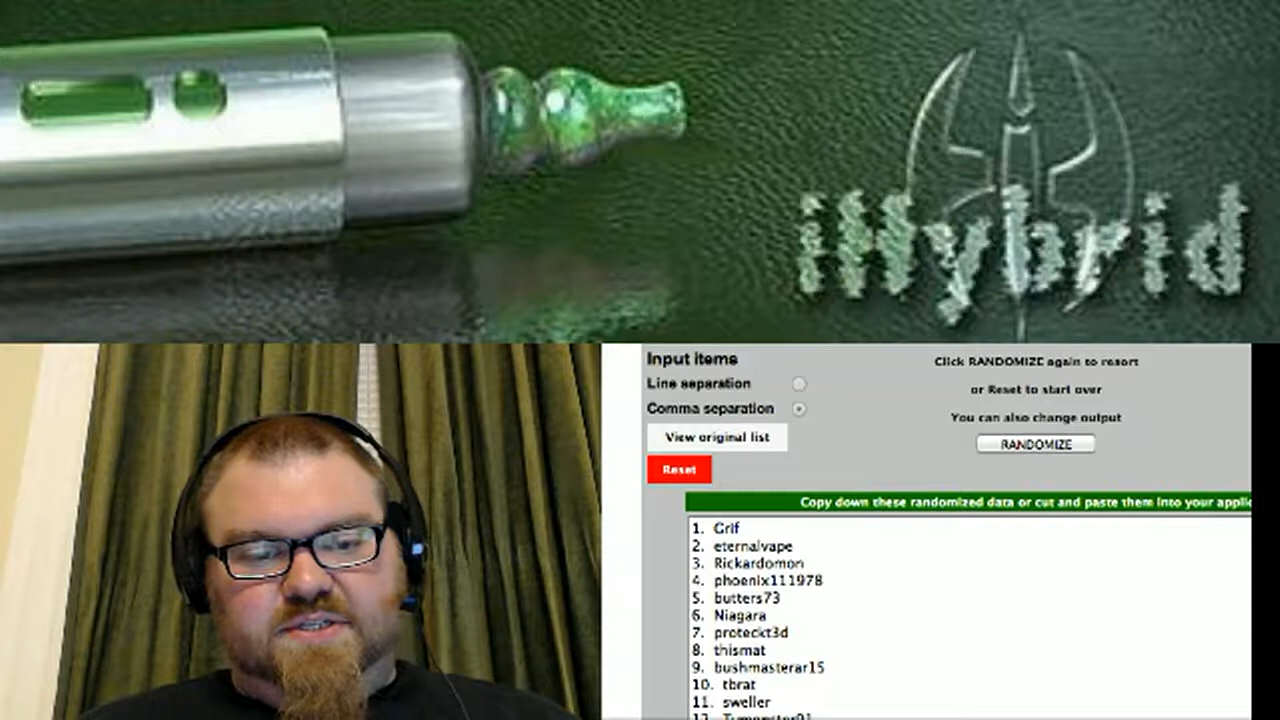 iHybrid
Input items
Line separation
Comma separation
View original list
Reset
Click RANDOMIZE again to resort
or Reset to start over
You can also change output
RANDOMIZE
Copy down these randomized data or cut and paste them into your
1. Grif
2. eternalvape
3. Rickardomon
4. phoenix111978
5. butters73
6. Niagara
7. proteckt3d
8. thismat
9. bushmasterar15
10. tbrat
11. sweller